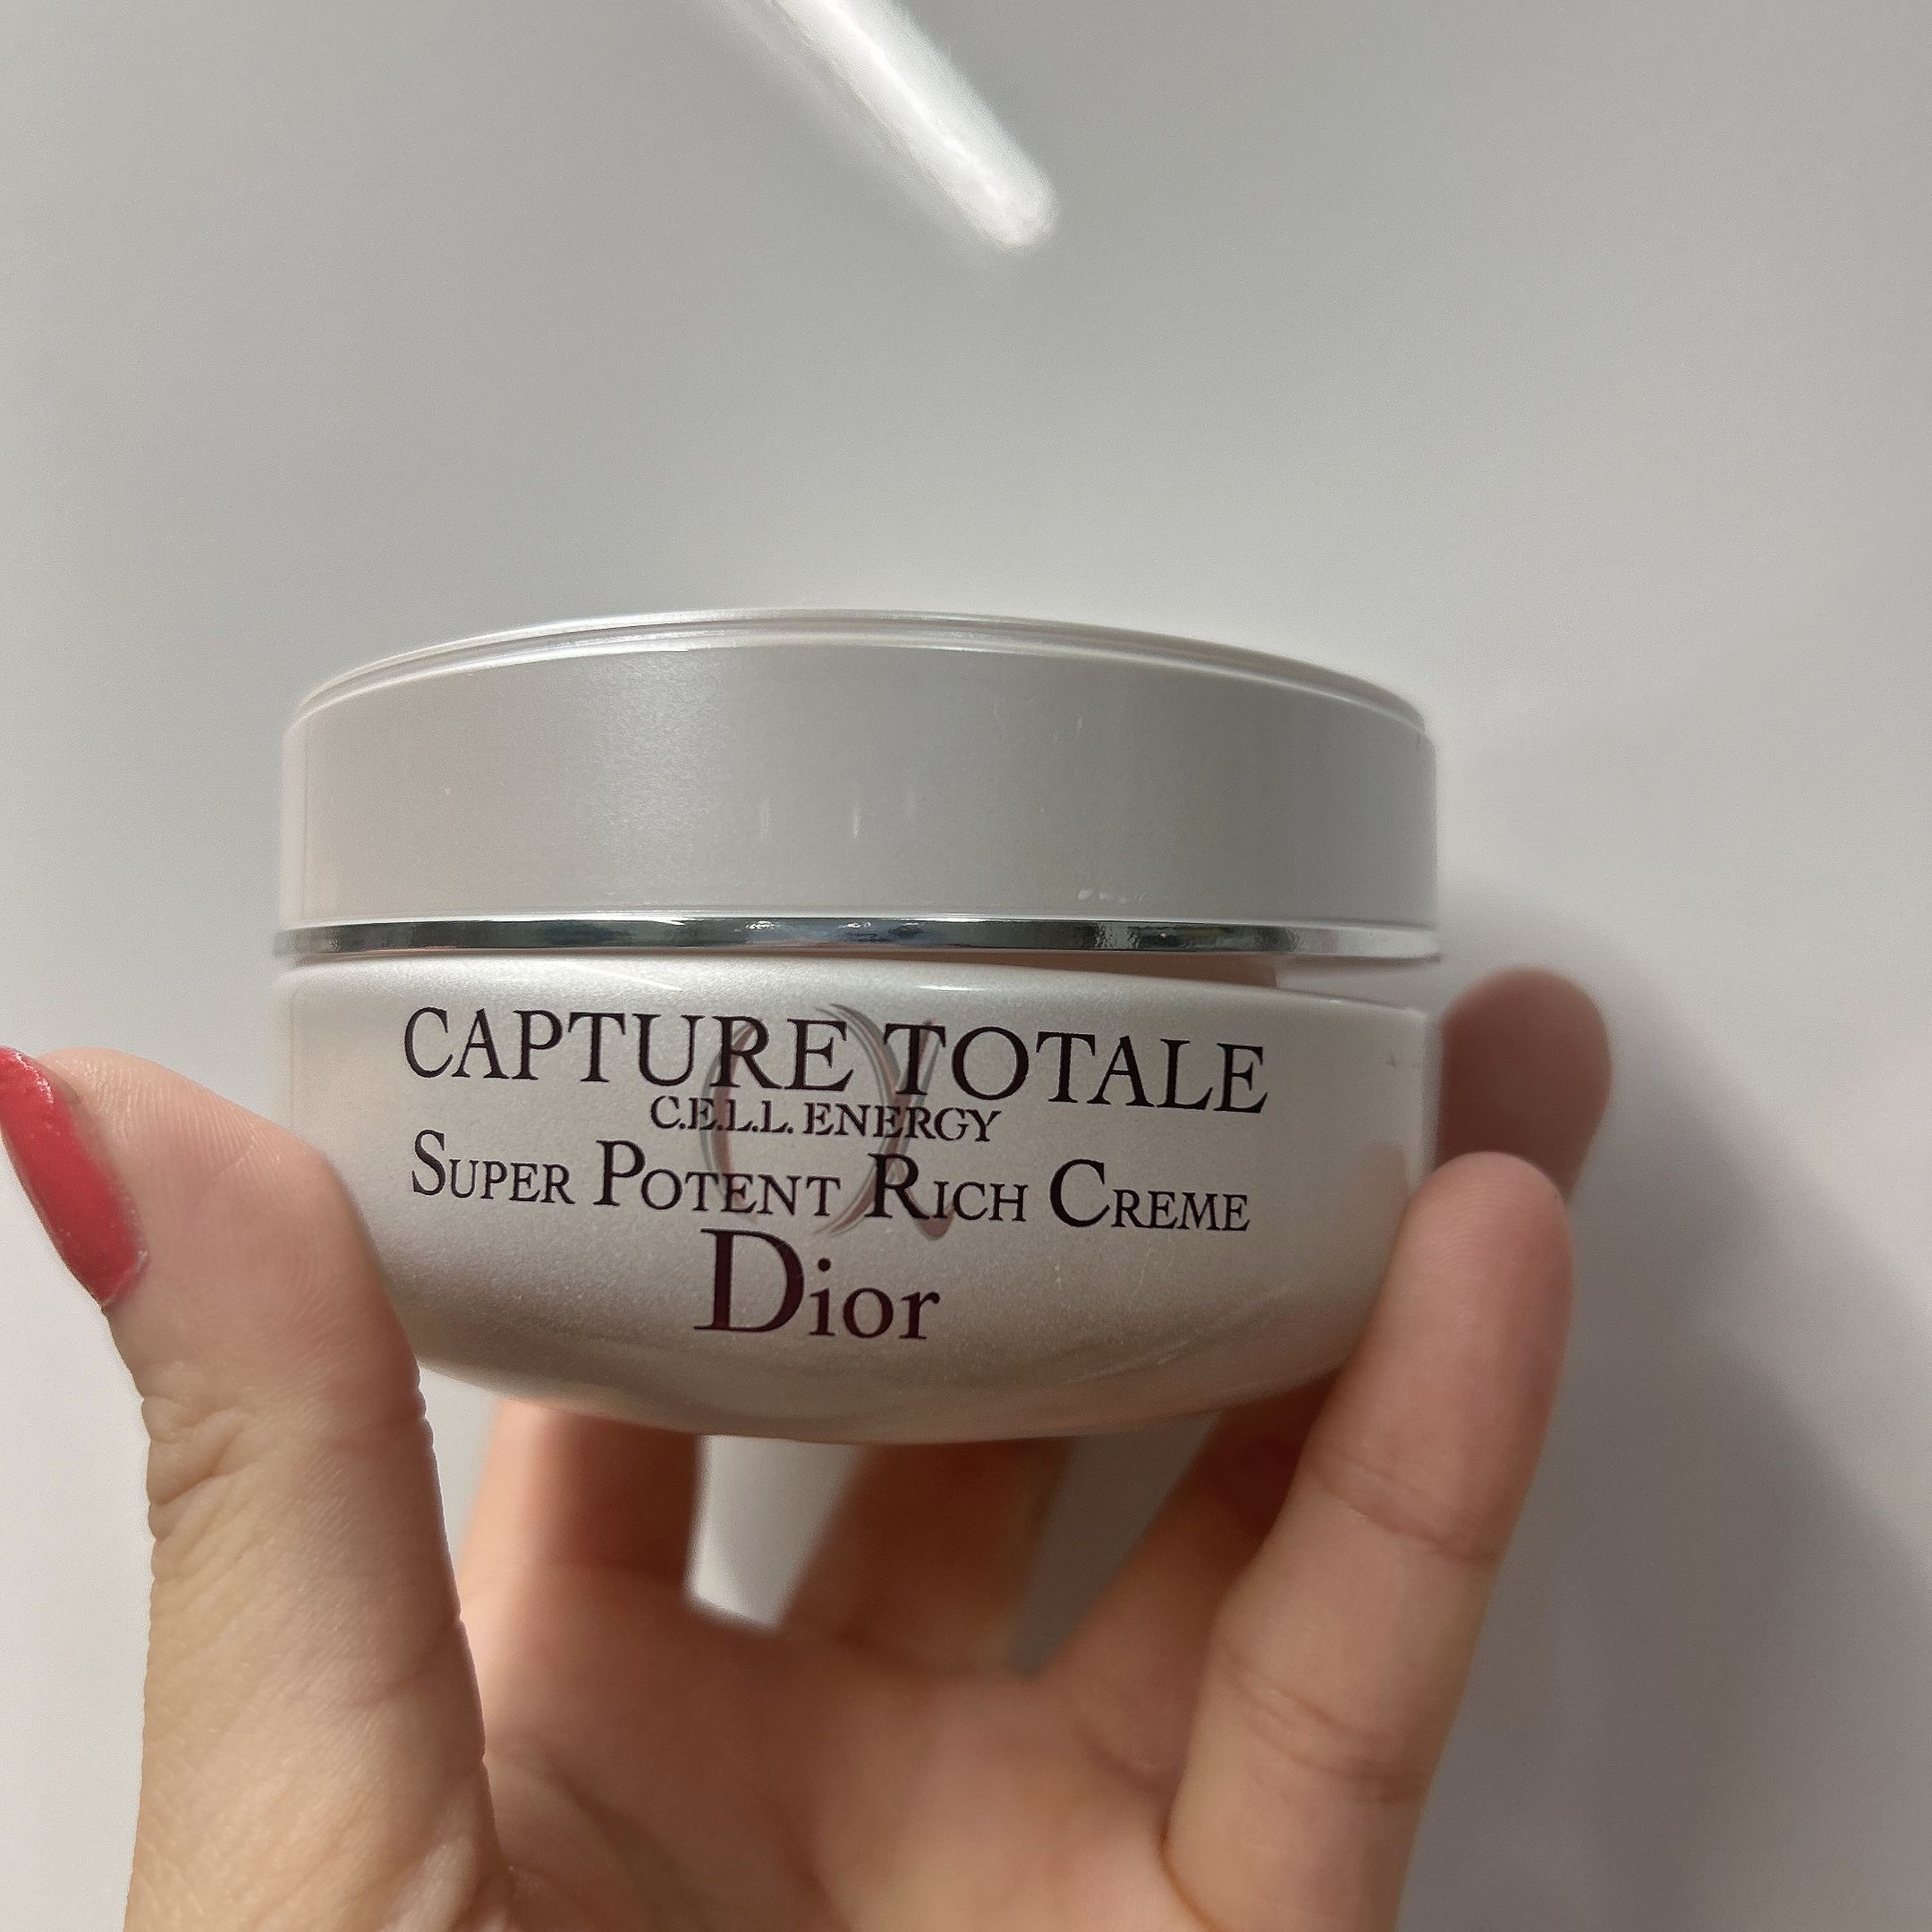 CAPTURE TOTALE
C.E.L.L. ENERGY
SUPER POTENT RICH CREME
Dior